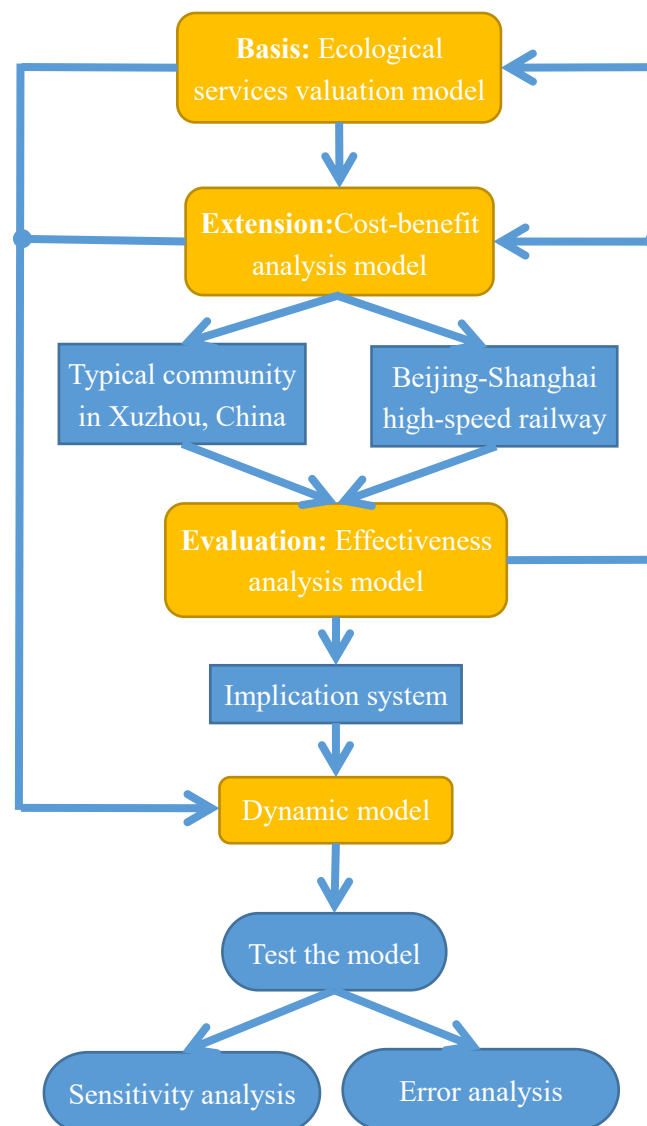 Basis: Ecological
services valuation model
Extension:Cost-benefit
analysis model
Typical community
in Xuzhou, China
Beijing-Shanghai
high-speed railway
Evaluation: Effectiveness
analysis model
Implication system
Dynamic model
Test the model
Sensitivity analysis
Error analysis